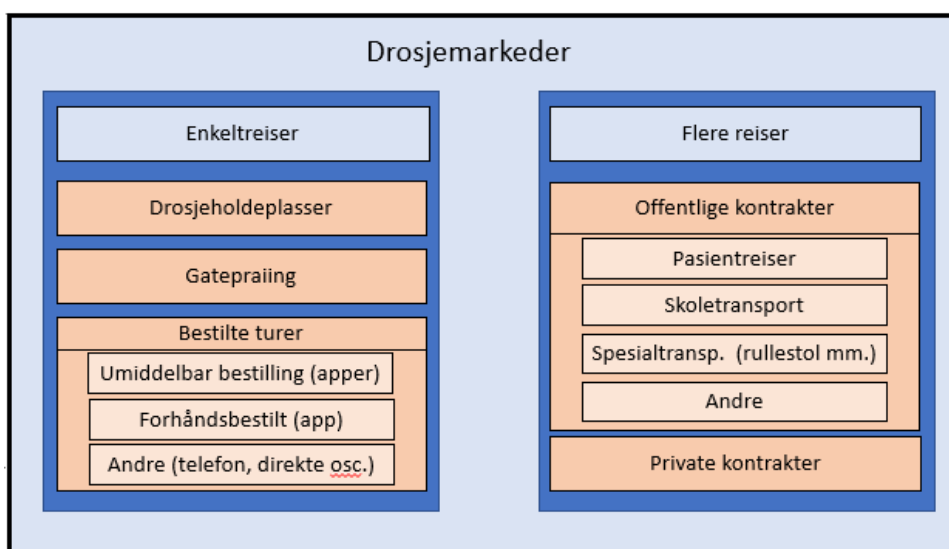 Drosjemarkeder
Enkeltreiser
Drosjeholdeplasser
Gatepraiing
Bestilte turer
Umiddelbar bestilling (apper)
Forhåndsbestilt (app)
Andre (telefon, direkte osc.)
Flere reiser
Offentlige kontrakter
Pasientreiser
Skoletransport
Spesialtransp. (rullestol mm.)
Andre
Private kontrakter